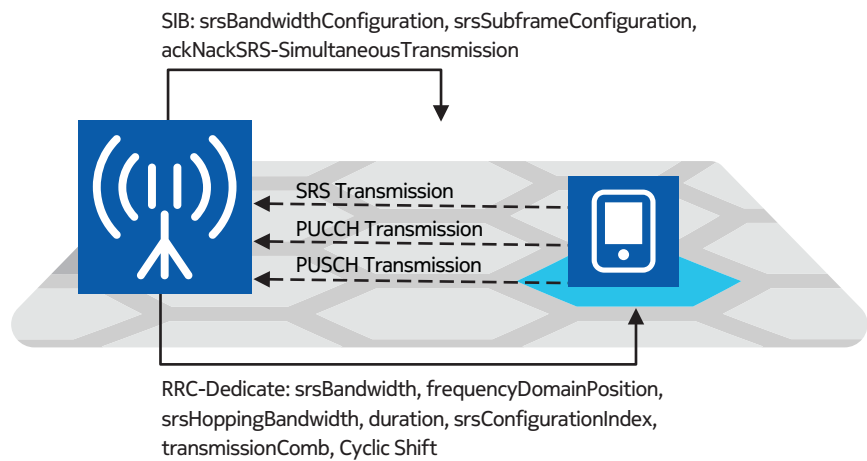 SIB: srsBandwidthConfiguration, srsSubframeConfiguration,
ackNackSRS-SimultaneousTransmission
SRS Transmission
PUCCH Transmission
PUSCH Transmission
RRC-Dedicate: srsBandwidth, frequencyDomainPosition,
srsHoppingBandwidth, duration, srsConfigurationIndex,
transmissionComb, Cyclic Shift